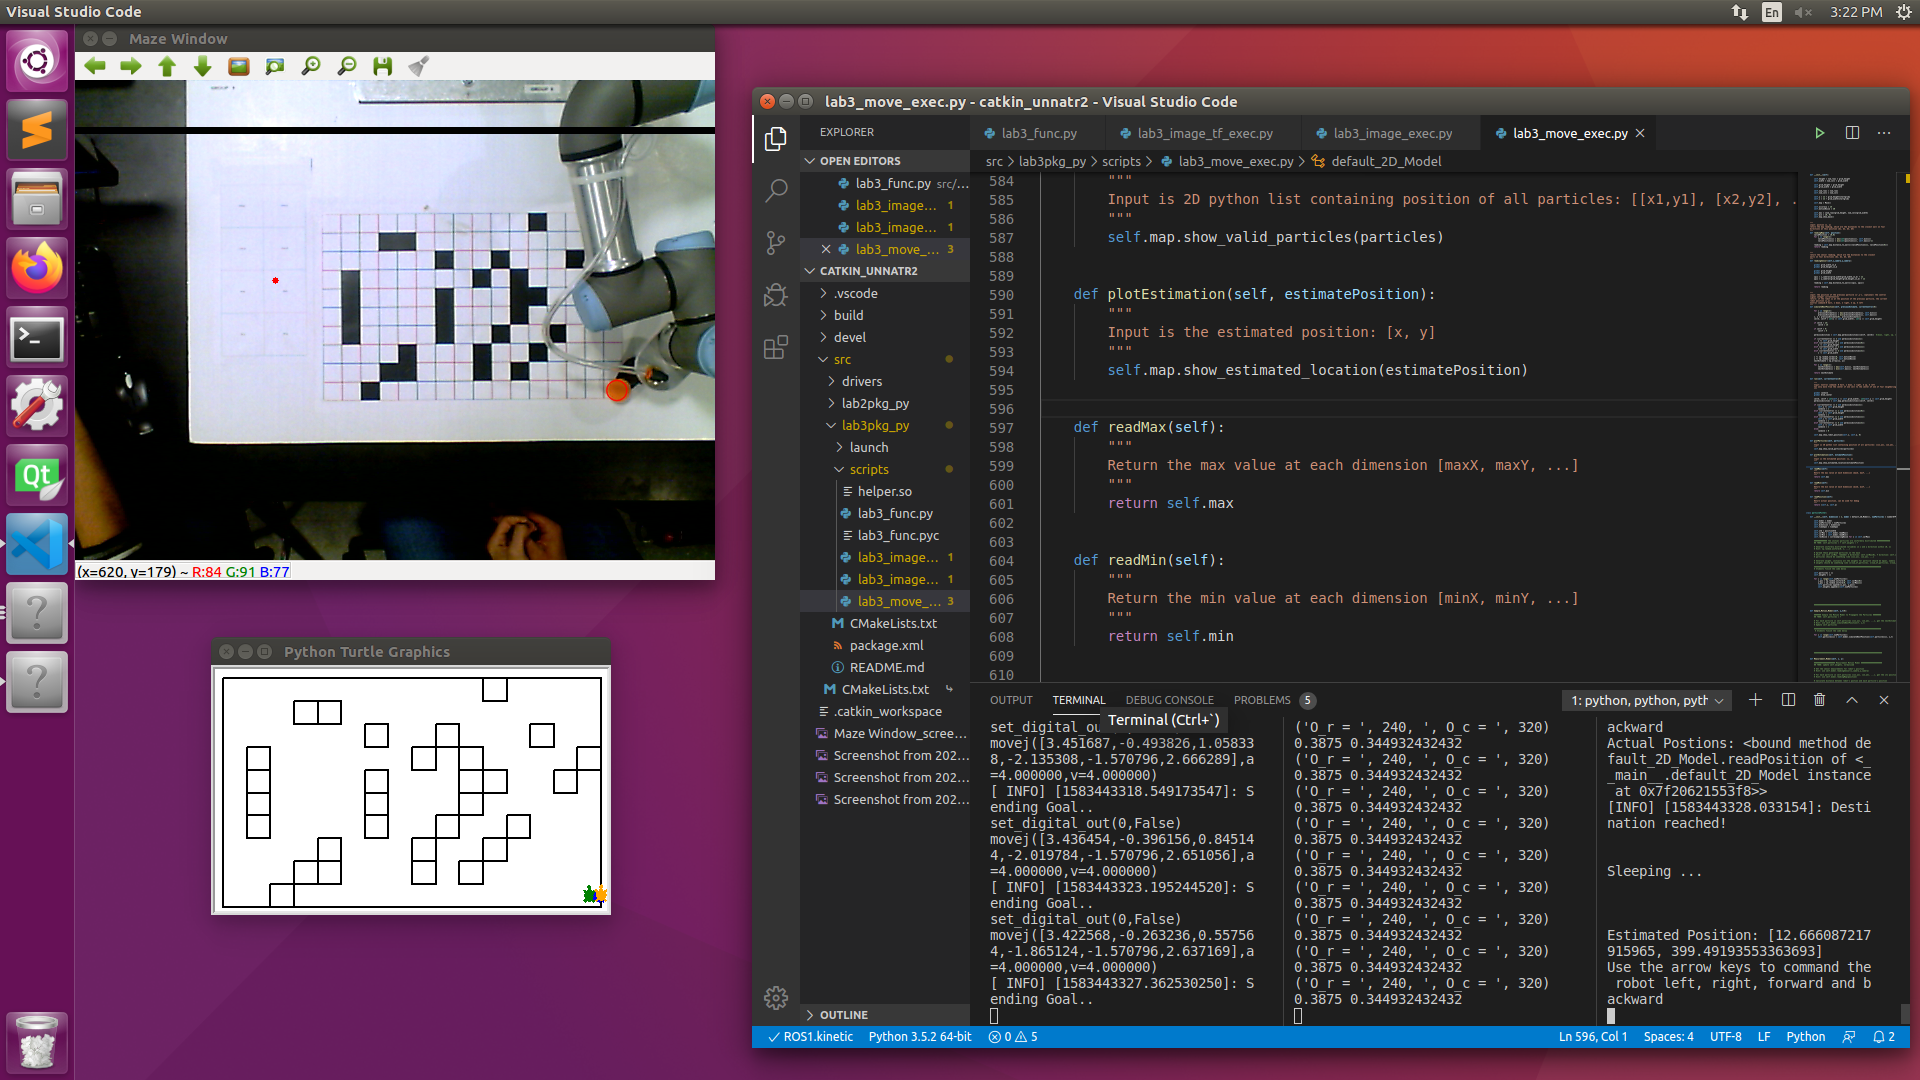 Visual Studio Code
En
3:22 PM
Maze Window
(x=620, y=179) ~ R:84 G:91 B:77
Python Turtle Graphics
lab3_move_exec.py - catkin_unnatr2 - Visual Studio Code
EXPLORER
OPEN EDITORS
lab3_func.py src/...
lab3_image... 1
lab3_image... 1
lab3_move_... 3
CATKIN_UNNATR2
.vscode
build
devel
src
drivers
lab2pkg_py
lab3pkg_py
launch
scripts
helper.so
lab3_func.py
lab3_func.pyc
lab3_image... 1
lab3_image... 1
lab3_move_... 3
CMakeLists.txt
package.xml
README.md
CMakeLists.txt
.catkin_workspace
Maze Window_scree...
Screenshot from 202...
Screenshot from 202...
Screenshot from 202...
OUTLINE
lab3_func.py
lab3_image_tf_exec.py
lab3_image_exec.py
lab3_move_exec.py
src > lab3pkg_py > scripts > lab3_move_exec.py > default_2D_Model
584 """
585 Input is 2D python list containing position of all particles: [[x1,y1], [x2,y2], .
586 """
587 self.map.show_valid_particles(particles)
588
589
590 def plotEstimation(self, estimatePosition):
591 """
592 Input is the estimated position: [x, y]
593 """
594 self.map.show_estimated_location(estimatePosition)
595
596
597 def readMax(self):
598 """
599 Return the max value at each dimension [maxX, maxY, ...]
600 """
601 return self.max
602
603
604 def readMin(self):
605 """
606 Return the min value at each dimension [minX, minY, ...]
607 """
608 return self.min
609
610
OUTPUT
TERMINAL
DEBUG CONSOLE
PROBLEMS 5
1: python, python, pyth
Terminal (Ctrl+`)
set_digital_out(
movej([3.451687,-0.493826,1.05833
8,-2.135308,-1.570796,2.666289],a
=4.000000,v=4.000000)
[ INFO] [1583443318.549173547]: S
ending Goal..
set_digital_out(0,False)
movej([3.436454,-0.396156,0.84514
4,-2.019784,-1.570796,2.651056],a
=4.000000,v=4.000000)
[ INFO] [1583443323.195244520]: S
ending Goal..
set_digital_out(0,False)
movej([3.422568,-0.263236,0.55756
4,-1.865124,-1.570796,2.637169],a
=4.000000,v=4.000000)
[ INFO] [1583443327.362530250]: S
ending Goal..
('O_r = ', 240, ', O_c = ', 320)
0.3875 0.344932432432
('O_r = ', 240, ', O_c = ', 320)
0.3875 0.344932432432
('O_r = ', 240, ', O_c = ', 320)
0.3875 0.344932432432
('O_r = ', 240, ', O_c = ', 320)
0.3875 0.344932432432
('O_r = ', 240, ', O_c = ', 320)
0.3875 0.344932432432
('O_r = ', 240, ', O_c = ', 320)
0.3875 0.344932432432
('O_r = ', 240, ', O_c = ', 320)
0.3875 0.344932432432
('O_r = ', 240, ', O_c = ', 320)
0.3875 0.344932432432
('O_r = ', 240, ', O_c = ', 320)
0.3875 0.344932432432
ackward
Actual Postions: <bound method de
fault_2D_Model.readPosition of <_
_main__.default_2D_Model instance
at 0x7f20621553f8>>
[INFO] [1583443328.033154]: Desti
nation reached!
Sleeping ...
Estimated Position: [12.666087217
915965, 399.49193553363693]
Use the arrow keys to command the
robot left, right, forward and b
ackward
ROS1.kinetic
Python 3.5.2 64-bit
0
5
Ln 596, Col 1
Spaces: 4
UTF-8
LF
Python
2